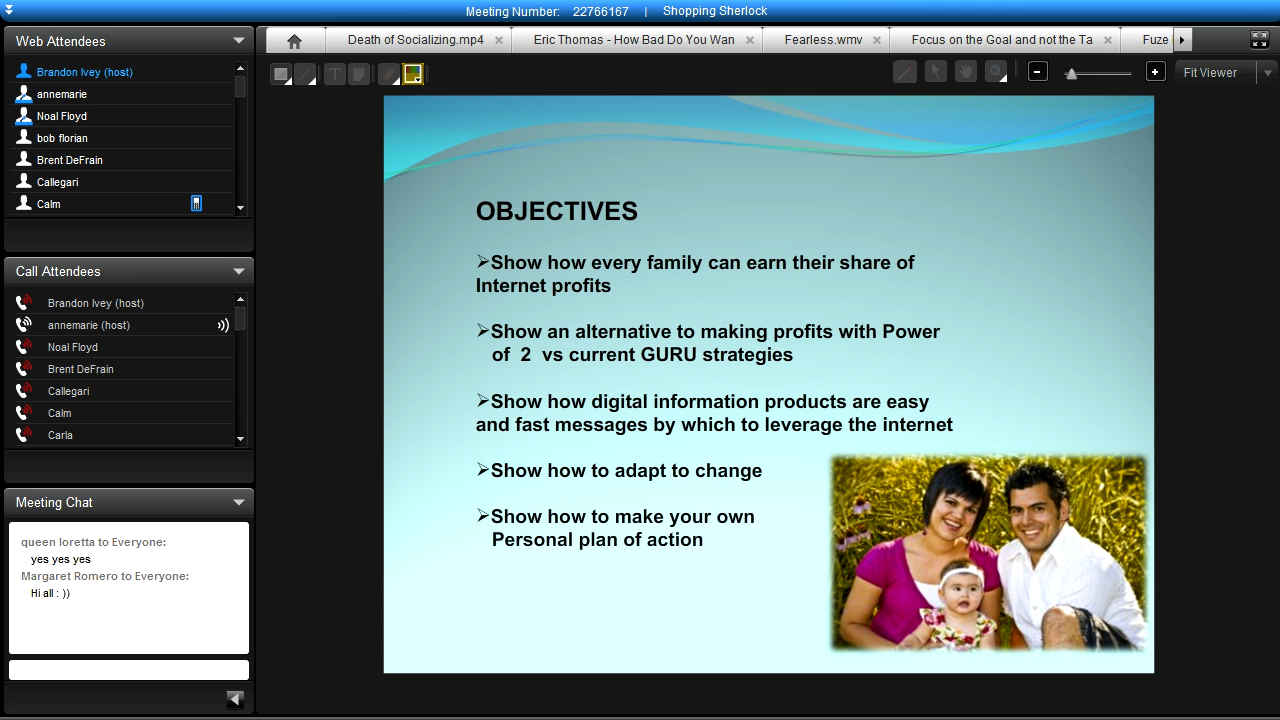 Meeting Number: 22766167 | Shopping Sherlock
Web Attendees
Brandon Ivey (host)
annemarie
Noal Floyd
bob florian
Brent DeFrain
Callegari
Calm
Call Attendees
Brandon Ivey (host)
annemarie (host)
Noal Floyd
Brent DeFrain
Callegari
Calm
Carla
Meeting Chat
queen loretta to Everyone:
yes yes yes
Margaret Romero to Everyone:
Hi all : ))
Death of Socializing.mp4
Eric Thomas - How Bad Do You Wan
Fearless.wmv
Focus on the Goal and not the Ta
Fuze
T
Fit Viewer
OBJECTIVES
➢Show how every family can earn their share of
Internet profits
➢Show an alternative to making profits with Power
of 2 vs current GURU strategies
➢Show how digital information products are easy
and fast messages by which to leverage the internet
➢Show how to adapt to change
➢Show how to make your own
Personal plan of action